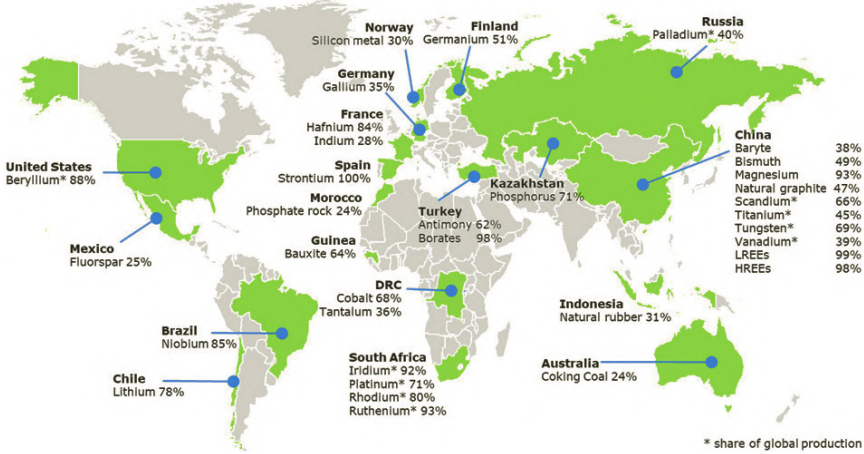 Norway
Silicon metal 30%
Finland
Germanium 51%
Russia
Palladium* 40%
Germany
Gallium 35%
France
Hafnium 84%
Indium 28%
Spain
Strontium 100%
Morocco
Phosphate rock 24%
Guinea
Bauxite 64%
United States
Beryllium* 88%
Mexico
Fluorspar 25%
Brazil
Niobium 85%
Chile
Lithium 78%
Turkey
Antimony 62%
Borates 98%
Kazakhstan
Phosphorus 71%
China
Baryte 38%
Bismuth 49%
Magnesium 93%
Natural graphite 47%
Scandium* 66%
Titanium* 45%
Tungsten* 69%
Vanadium* 39%
LREEs 99%
HREEs 98%
DRC
Cobalt 68%
Tantalum 36%
South Africa
Iridium* 92%
Platinum* 71%
Rhodium* 80%
Ruthenium* 93%
Indonesia
Natural rubber 31%
Australia
Coking Coal 24%
* share of global production